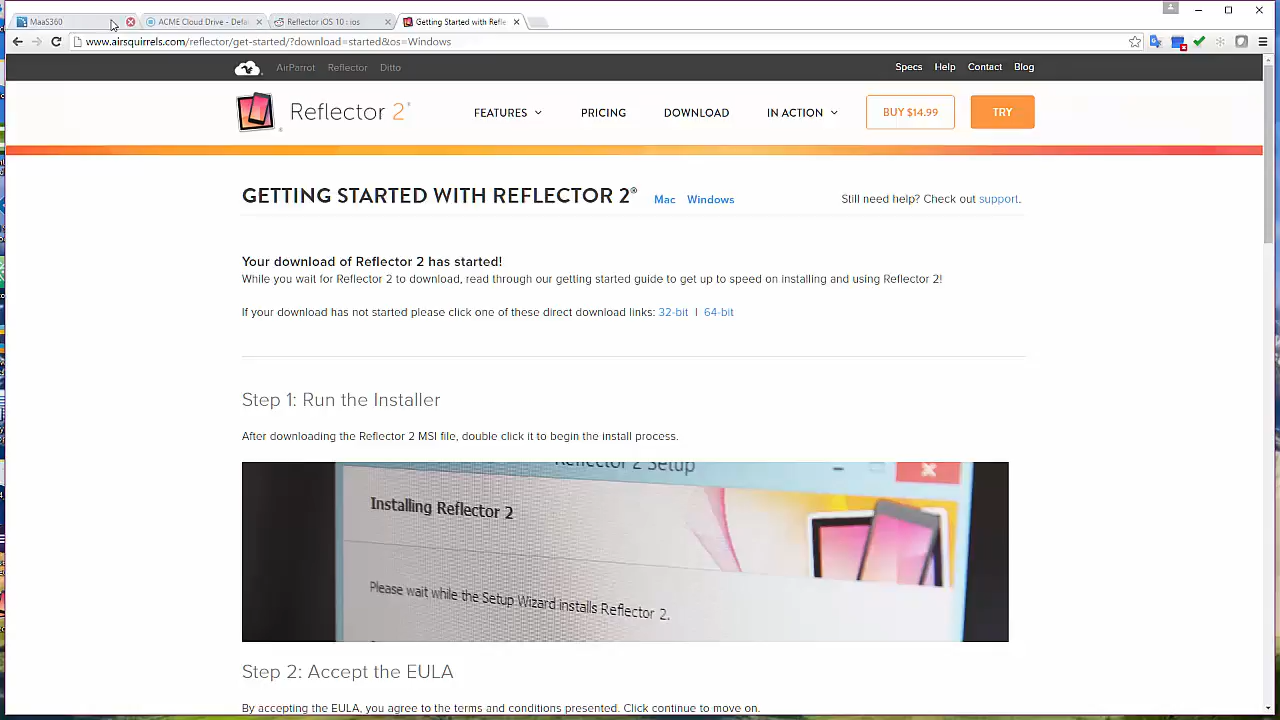 MaaS360
ACME Cloud Drive - Defau
Reflector iOS 10 : ios
Getting Started with Refle
www.airsquirrels.com/reflector/get-started/?download=started&os=Windows
AirParrot Reflector Ditto
Specs Help Contact Blog
Reflector 2®
FEATURES PRICING DOWNLOAD IN ACTION BUY $14.99 TRY
GETTING STARTED WITH REFLECTOR 2® Mac Windows
Still need help? Check out support.
Your download of Reflector 2 has started!
While you wait for Reflector 2 to download, read through our getting started guide to get up to speed on installing and using Reflector 2!
If your download has not started please click one of these direct download links: 32-bit | 64-bit
Step 1: Run the Installer
After downloading the Reflector 2 MSI file, double click it to begin the install process.
Reflector 2 Setup
Installing Reflector 2
Please wait while the Setup Wizard installs Reflector 2.
Step 2: Accept the EULA
By accepting the EULA, you agree to the terms and conditions presented. Click continue to move on.